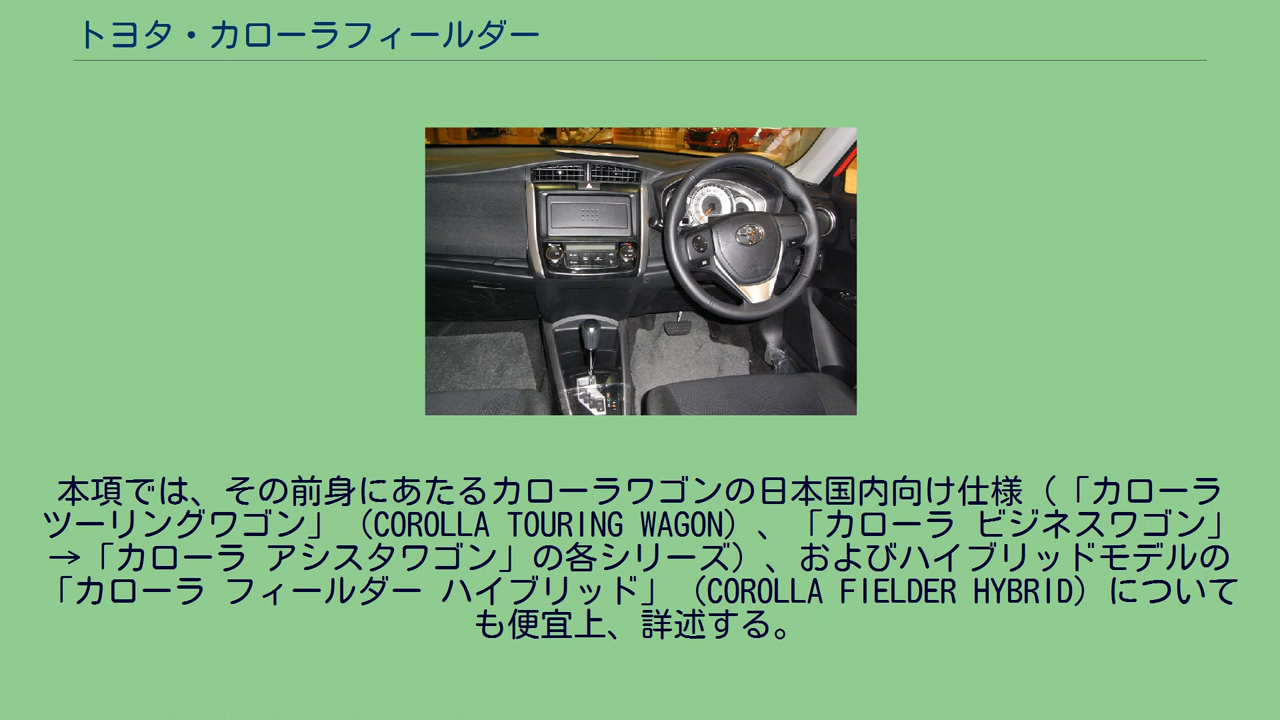 トヨタ・カローラフィールダー
本項では、その前身にあたるカローラワゴンの日本国内向け仕様（「カローラ
ツーリングワゴン」（COROLLA TOURING WAGON）、「カローラ ビジネスワゴン」
→「カローラ アシスタワゴン」の各シリーズ）、およびハイブリッドモデルの
「カローラ フィールダー ハイブリッド」（COROLLA FIELDER HYBRID）について
も便宜上、詳述する。